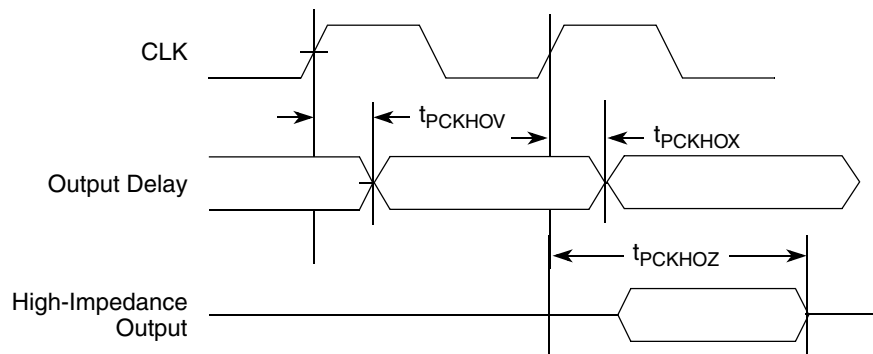 CLK
tPCKHOV
tPCKHOX
Output Delay
tPCKHOZ
High-Impedance
Output